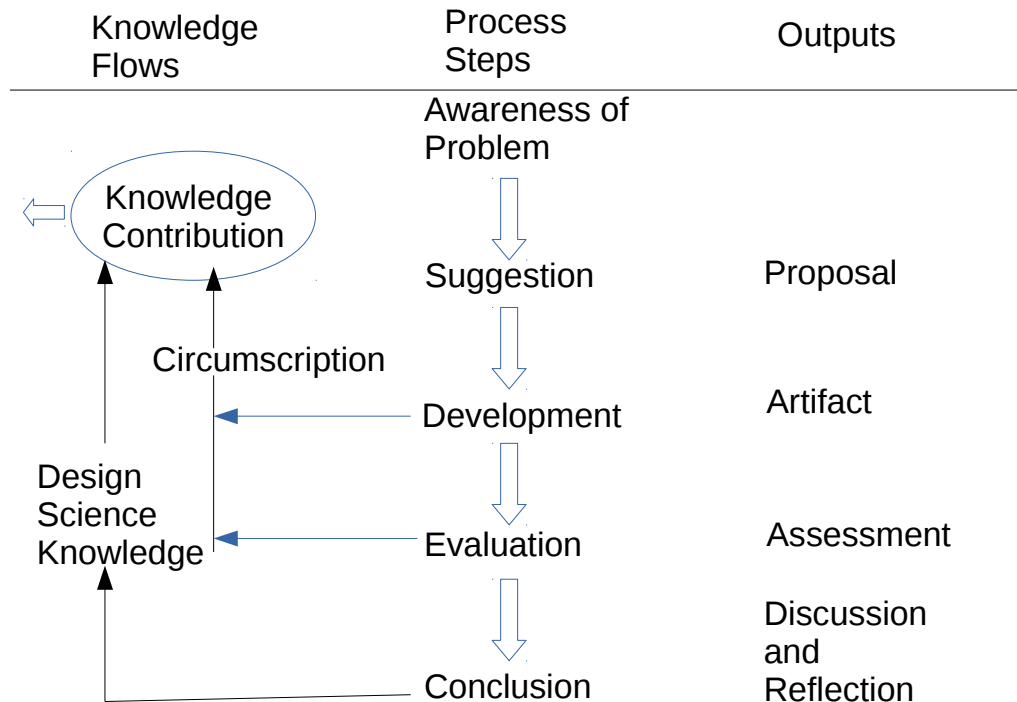 Knowledge
Flows
Process
Steps
Outputs
Awareness of
Problem
Knowledge
Contribution
Suggestion
Proposal
Circumscription
Development
Artifact
Design
Science
Knowledge
Evaluation
Assessment
Conclusion
Discussion
and
Reflection